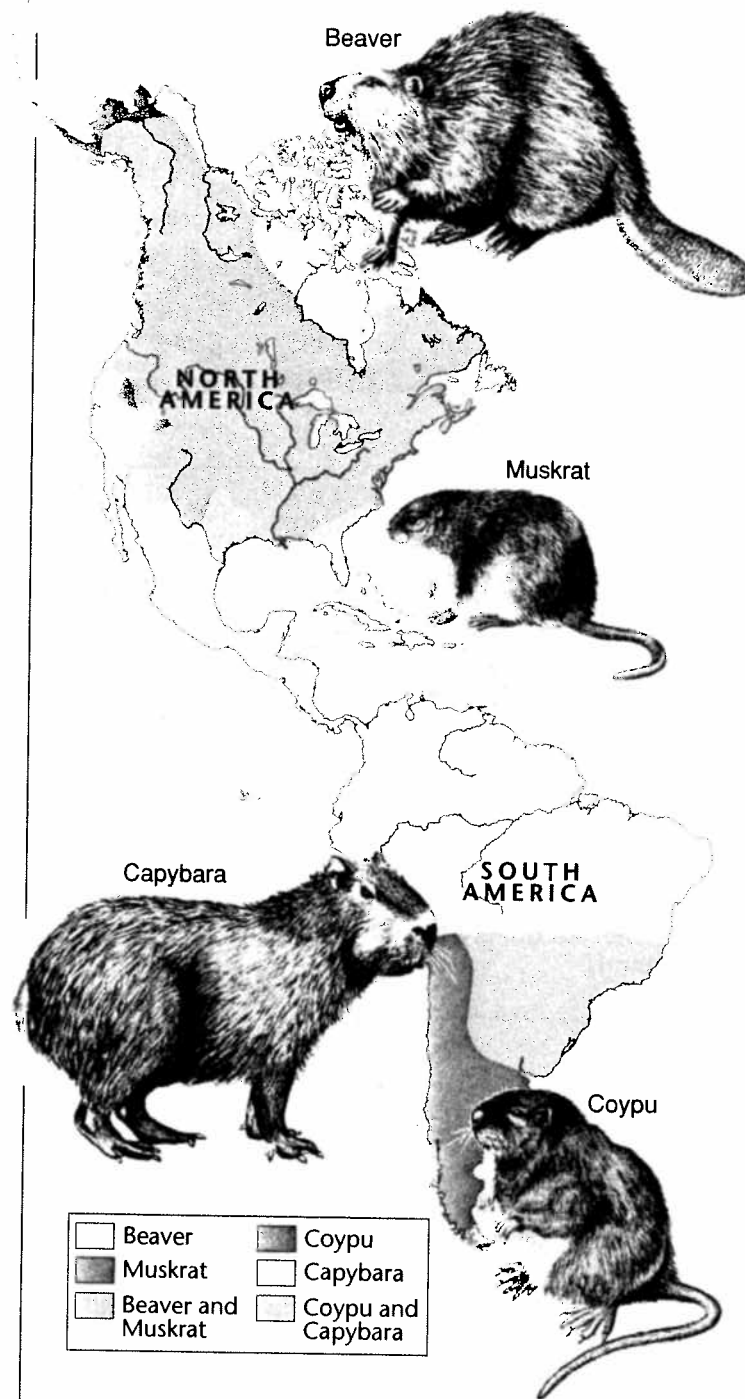 Beaver
NORTH
AMERICA
Muskrat
Capybara
SOUTH
AMERICA
Coypu
Beaver
Muskrat
Beaver and
Muskrat
Coypu
Capybara
Coypu and
Capybara